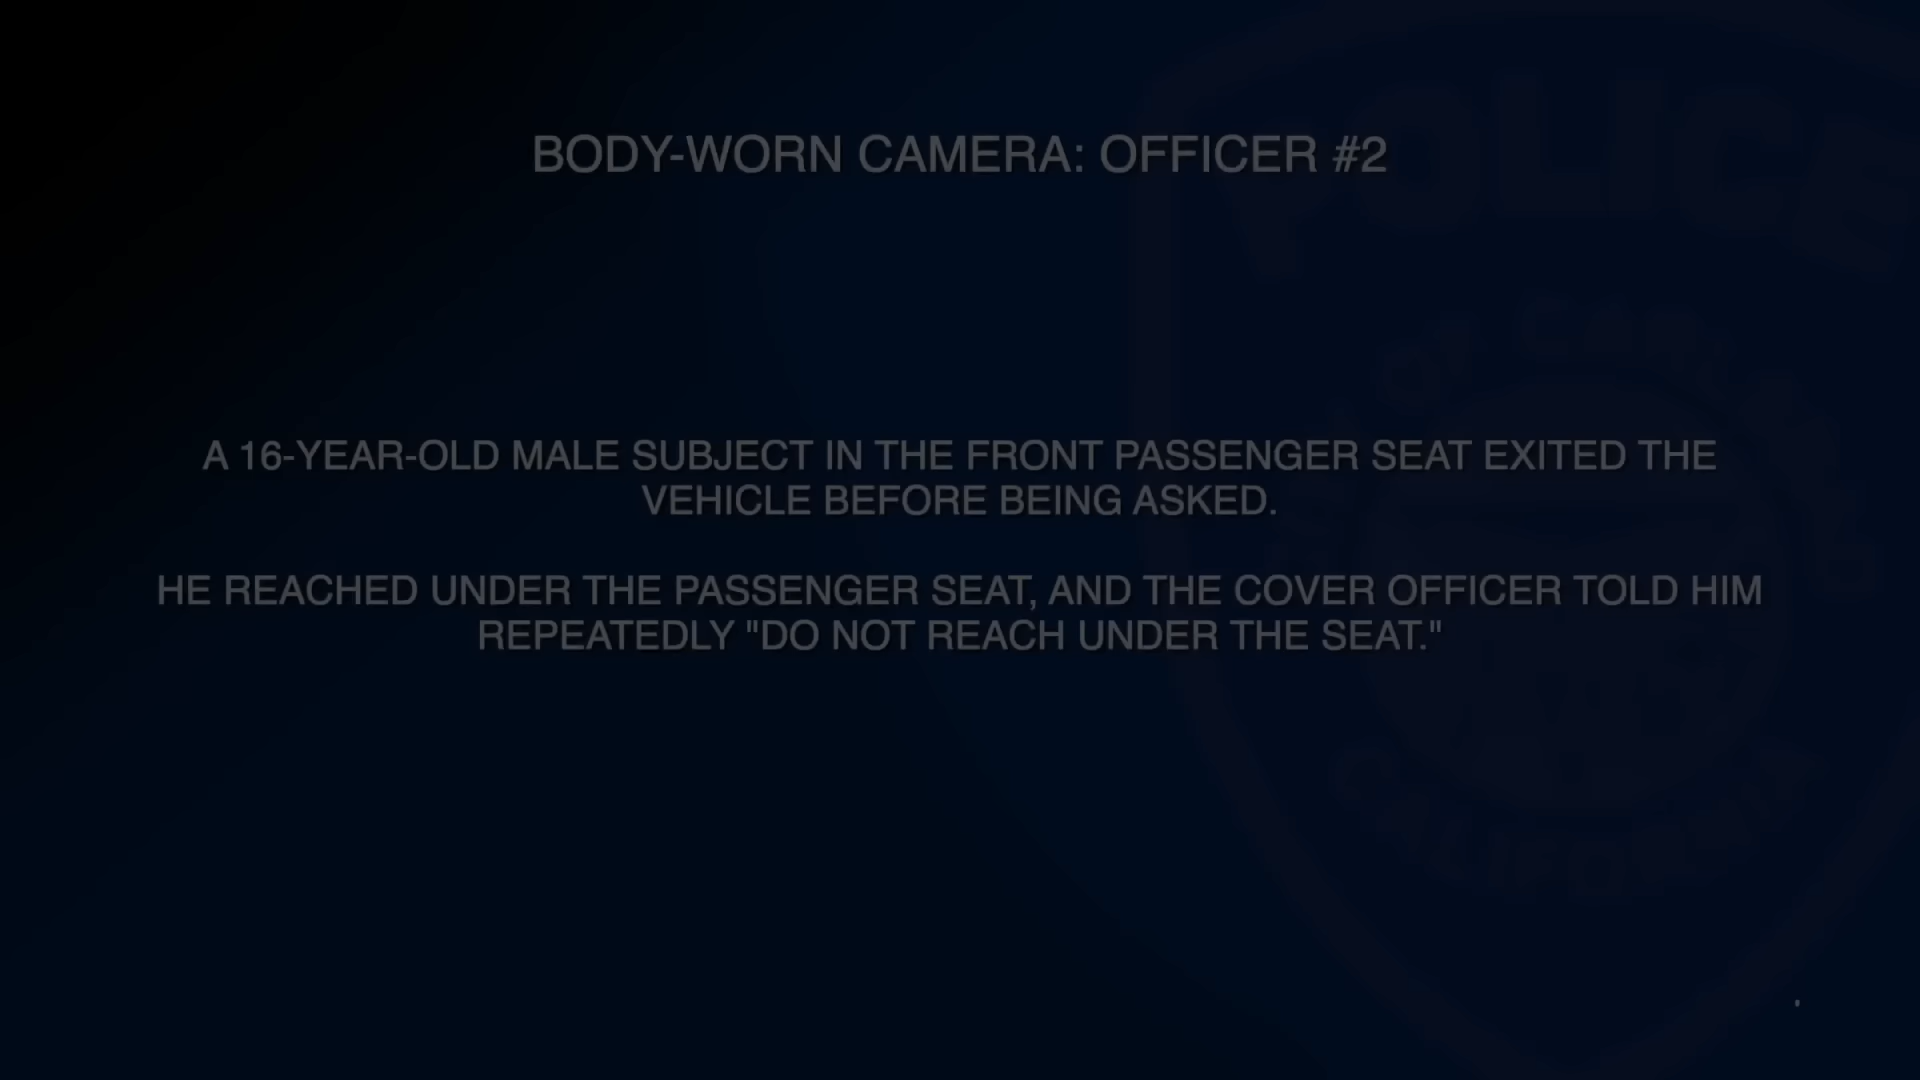 BODY-WORN CAMERA: OFFICER #2
POLICE
A 16-YEAR-OLD MALE SUBJECT IN THE FRONT PASSENGER SEAT EXITED THE
VEHICLE BEFORE BEING ASKED.
HE REACHED UNDER THE PASSENGER SEAT, AND THE COVER OFFICER TOLD HIM
REPEATEDLY "DO NOT REACH UNDER THE SEAT."
CALIFORNIA